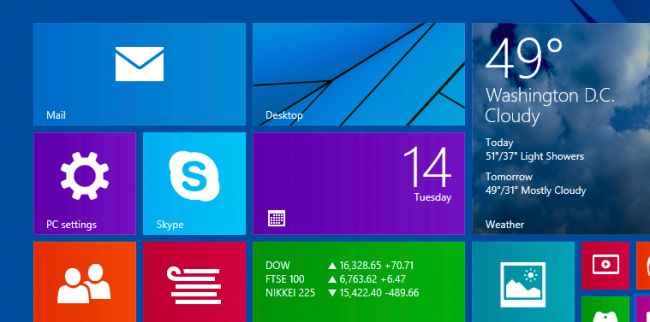 Mail
Desktop
49°
Washington D.C.
Cloudy
Today
51°/37° Light Showers
Tomorrow
49°/31° Mostly Cloudy
Weather
PC settings
S
Skype
14
Tuesday
DOW ▲ 16,328.65 +70.71
FTSE 100 ▲ 6,763.62 +6.47
NIKKEI 225 ▼ 15,422.40 -489.66